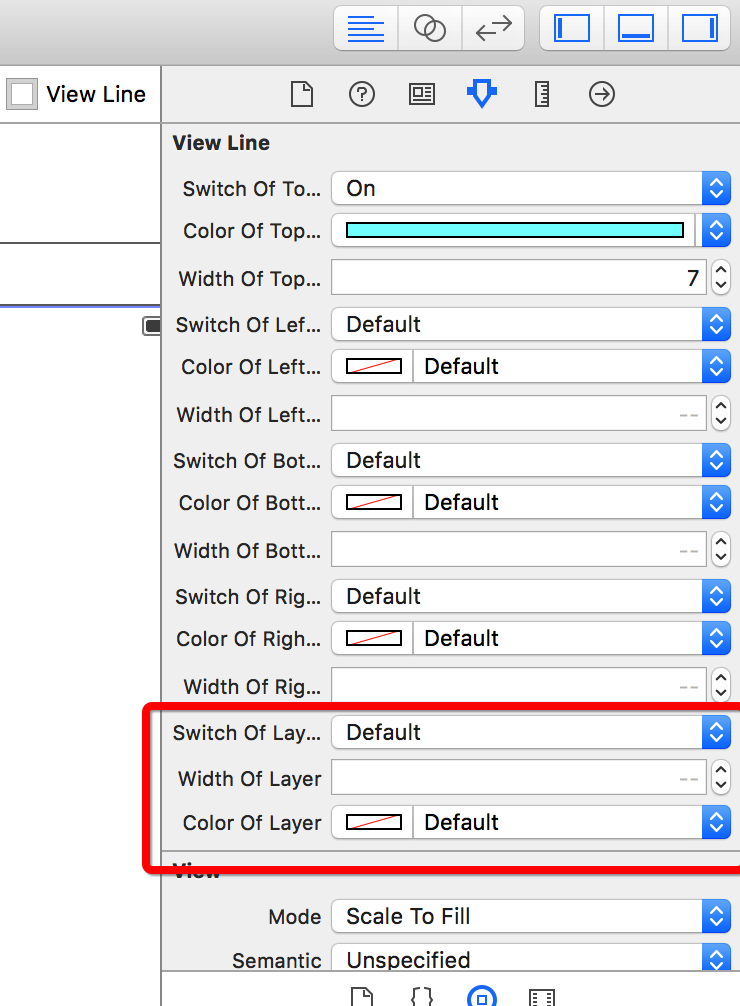 View Line
View Line
Switch Of To... On
Color Of Top...
Width Of Top... 7
Switch Of Lef... Default
Color Of Left... Default
Width Of Left... --
Switch Of Bot... Default
Color Of Bott... Default
Width Of Bott... --
Switch Of Rig... Default
Color Of Righ... Default
Width Of Rig... --
Switch Of Lay... Default
Width Of Layer --
Color Of Layer Default
View
Mode Scale To Fill
Semantic Unspecified